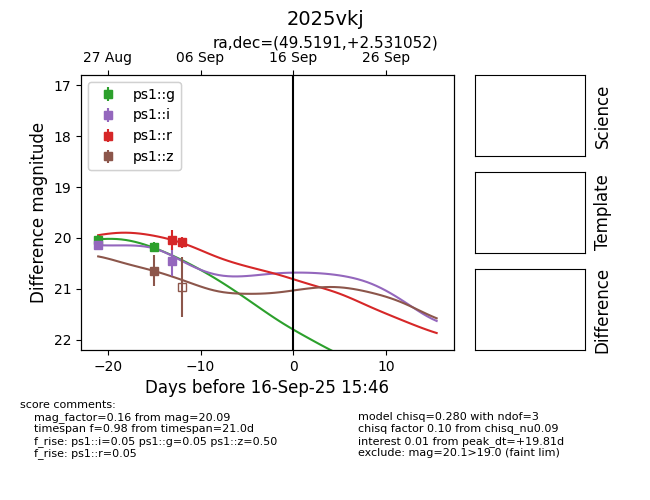 2025vkj
ra,dec=(49.5191,+2.531052)
27 Aug 06 Sep 16 Sep 26 Sep
17
18
19
20
21
22
Difference magnitude
ps1::g
ps1::i
ps1::r
ps1::z
−20 −10 0 10
Days before 16-Sep-25 15:46
Science
Template
Difference
score comments:
mag_factor=0.16 from mag=20.09
timespan f=0.98 from timespan=21.0d
f_rise: ps1::i=0.05 ps1::g=0.05 ps1::z=0.50
f_rise: ps1::r=0.05
model chisq=0.280 with ndof=3
chisq factor 0.10 from chisq_nu0.09
interest 0.01 from peak_dt=+19.81d
exclude: mag=20.1>19.0 (faint lim)